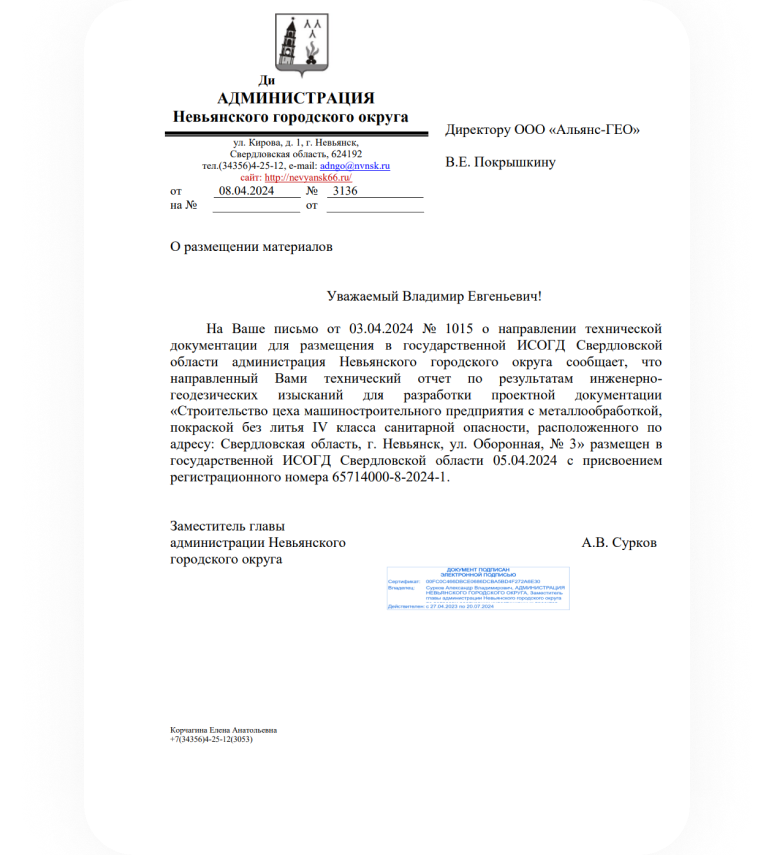 Ди
АДМИНИСТРАЦИЯ
Невьянского городского округа
ул. Кирова, д. 1, г. Невьянск,
Свердловская область, 624192
тел.(34356)4-25-12, e-mail: adngo@nvnsk.ru
сайт: http://nevyansk66.ru/
от 08.04.2024 № 3136
на № от
Директору ООО «Альянс-ГЕО»
В.Е. Покрышкину
О размещении материалов
Уважаемый Владимир Евгеньевич!
На Ваше письмо от 03.04.2024 № 1015 о направлении технической
документации для размещения в государственной ИСОГД Свердловской
области администрация Невьянского городского округа сообщает, что
направленный Вами технический отчет по результатам инженерно-
геодезических изысканий для разработки проектной документации
«Строительство цеха машиностроительного предприятия с металлообработкой,
покраской без литья IV класса санитарной опасности, расположенного по
адресу: Свердловская область, г. Невьянск, ул. Оборонная, № 3» размещен в
государственной ИСОГД Свердловской области 05.04.2024 с присвоением
регистрационного номера 65714000-8-2024-1.
Заместитель главы
администрации Невьянского
городского округа
А.В. Сурков
ДОКУМЕНТ ПОДПИСАН
ЭЛЕКТРОННОЙ ПОДПИСЬЮ
Сертификат:
Владелец: Сурков Александр Владимирович, АДМИНИСТРАЦИЯ
НЕВЬЯНСКОГО ГОРОДСКОГО ОКРУГА, Заместитель
главы администрации Невьянского городского округа
Действителен: с 27.04.2023 по 20.07.2024
Корчагина Елена Анатольевна
+7(34356)4-25-12(3053)